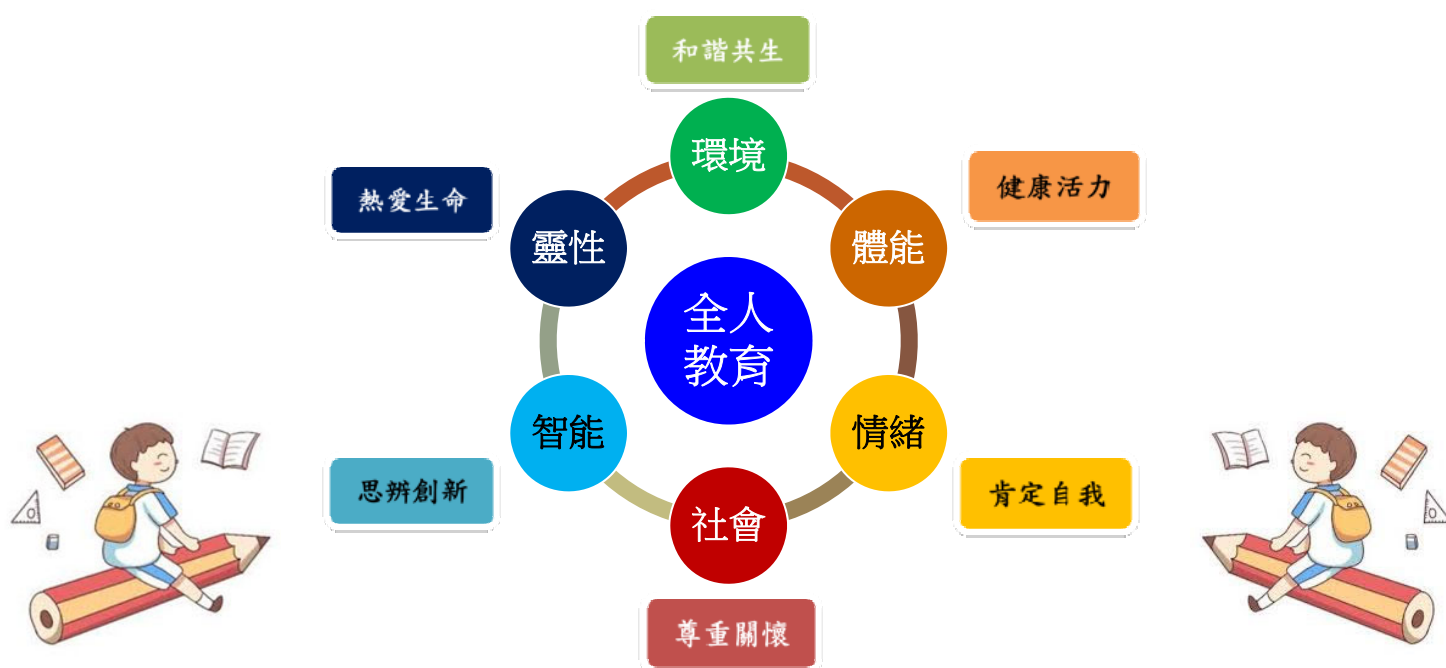 和諧共生
環境
熱愛生命
健康活力
靈性
體能
全人
教育
智能
情緒
思辨創新
肯定自我
社會
尊重關懷